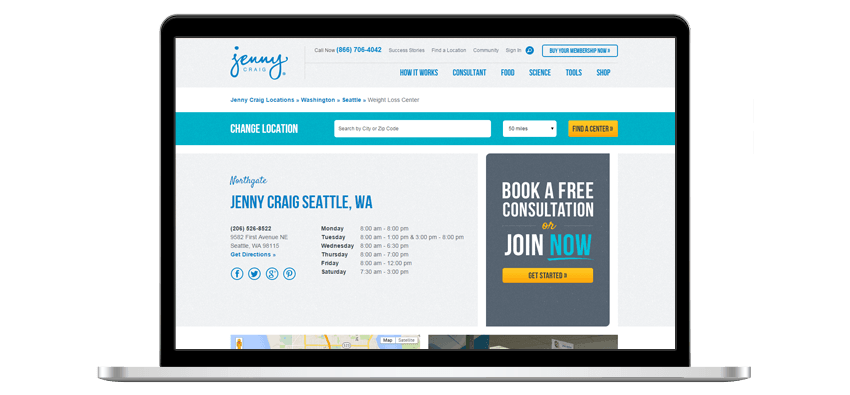 jenny
CRAIG
Call Now (866) 706-4042 Success Stories Find a Location Community Sign In BUY YOUR MEMBERSHIP NOW »
HOW IT WORKS CONSULTANT FOOD SCIENCE TOOLS SHOP
Jenny Craig Locations » Washington » Seattle » Weight Loss Center
CHANGE LOCATION Search by City or Zip Code 50 miles FIND A CENTER »
Northgate
JENNY CRAIG SEATTLE, WA
(206) 526-8522
9582 First Avenue NE
Seattle, WA 98115
Get Directions »
Monday 8:00 am - 8:00 pm
Tuesday 8:00 am - 1:00 pm & 3:00 pm - 8:00 pm
Wednesday 8:00 am - 6:30 pm
Thursday 8:00 am - 7:00 pm
Friday 8:00 am - 12:00 pm
Saturday 7:30 am - 3:00 pm
BOOK A FREE
CONSULTATION
or
JOIN NOW
GET STARTED »
Map Satellite